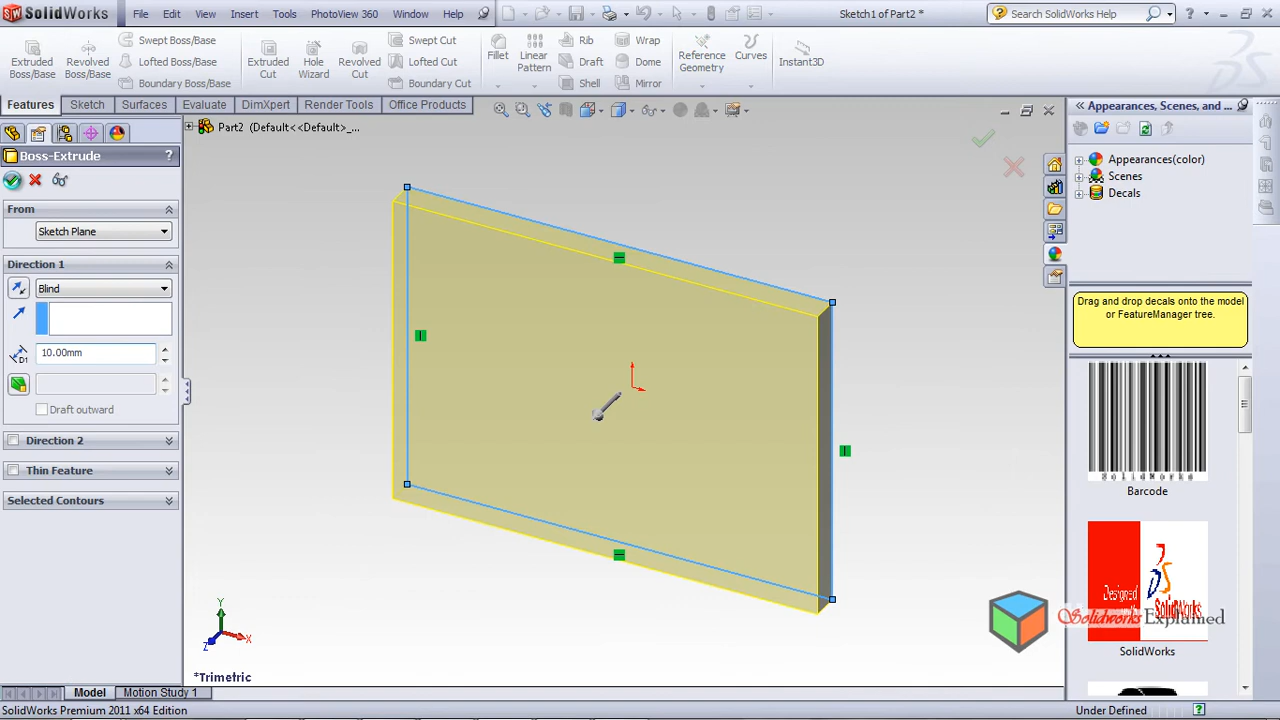 SolidWorks
File Edit View Insert Tools PhotoView 360 Window Help
Sketch1 of Part2 *
Search SolidWorks Help
Extruded Boss/Base
Revolved Boss/Base
Swept Boss/Base
Lofted Boss/Base
Boundary Boss/Base
Extruded Cut
Hole Wizard
Revolved Cut
Swept Cut
Lofted Cut
Boundary Cut
Fillet
Linear Pattern
Rib
Draft
Shell
Wrap
Dome
Mirror
Reference Geometry
Curves
Instant3D
Features Sketch Surfaces Evaluate DimXpert Render Tools Office Products
Part2 (Default<<Default>_...
Boss-Extrude ?
From
Sketch Plane
Direction 1
Blind
D1
10.00mm
Draft outward
Direction 2
Thin Feature
Selected Contours
Y
X
Z
*Trimetric
Appearances, Scenes, and ...
Appearances(color)
Scenes
Decals
Drag and drop decals onto the model
or FeatureManager tree.
SolidWorks
Barcode
Designed
with
SolidWorks
SolidWorks
Solidworks Explained
Model Motion Study 1
SolidWorks Premium 2011 x64 Edition
Under Defined